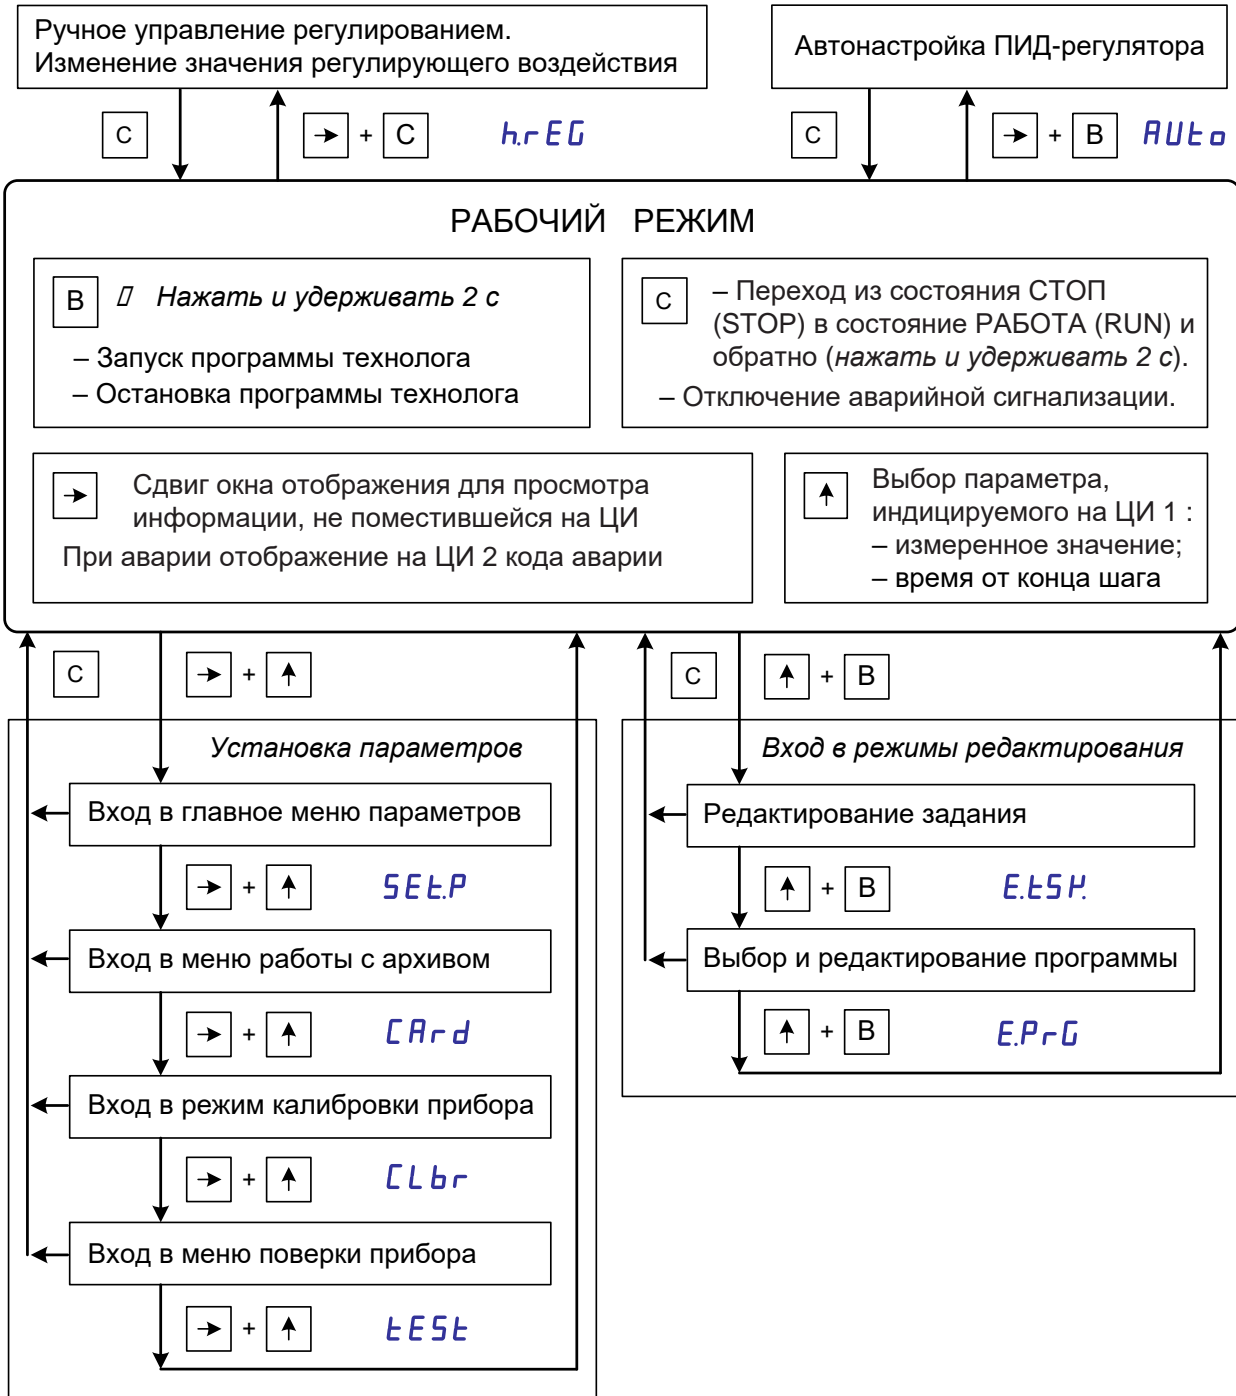 Ручное управление регулированием.
Изменение значения регулирующего воздействия
Автонастройка ПИД-регулятора
C
+ C h.rEG
C
+ B AUto
РАБОЧИЙ РЕЖИМ
B Нажать и удерживать 2 с
– Запуск программы технолога
– Остановка программы технолога
C – Переход из состояния СТОП
(STOP) в состояние РАБОТА (RUN) и
обратно (нажать и удерживать 2 с).
– Отключение аварийной сигнализации.
Сдвиг окна отображения для просмотра
информации, не поместившейся на ЦИ
При аварии отображение на ЦИ 2 кода аварии
Выбор параметра,
индицируемого на ЦИ 1 :
– измеренное значение;
– время от конца шага
C
+
C
+ B
Установка параметров
Вход в главное меню параметров
+ SEt.P
Вход в меню работы с архивом
+ CArd
Вход в режим калибровки прибора
+ CLbr
Вход в меню поверки прибора
+ tESt
Вход в режимы редактирования
Редактирование задания
+ B E.tSK.
Выбор и редактирование программы
+ B E.PrG